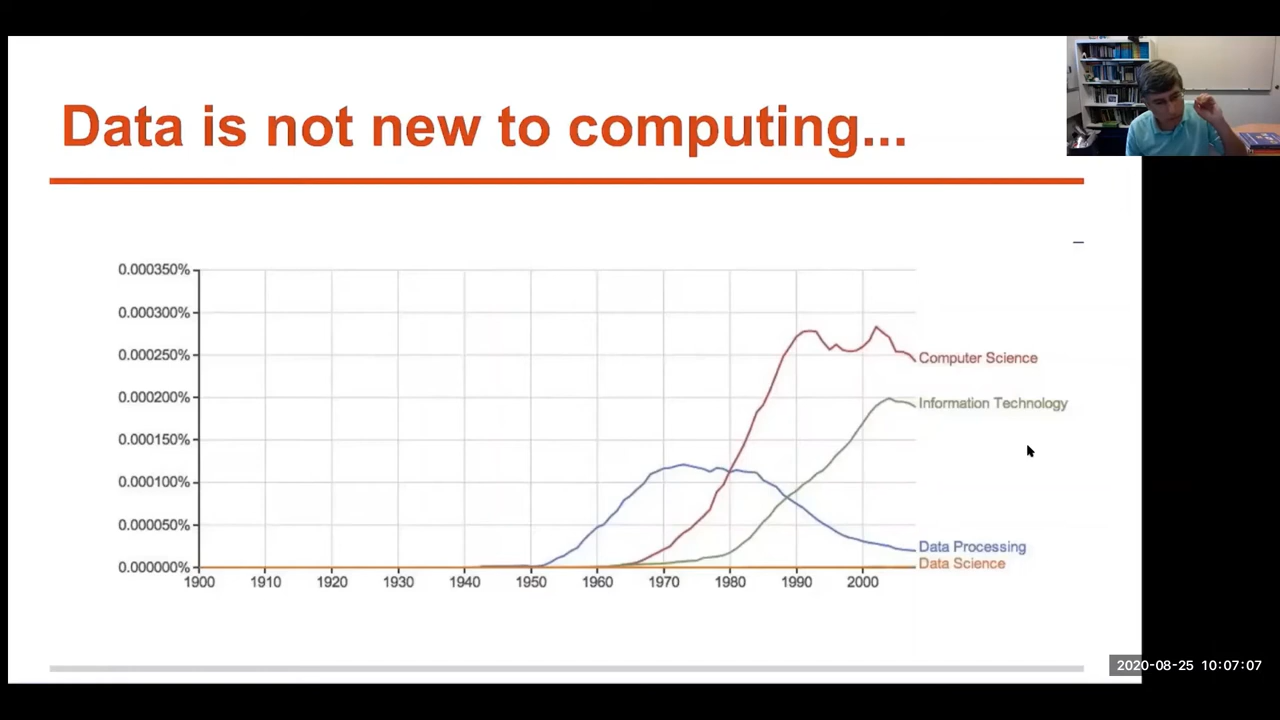 Data is not new to computing...
0.000350%
0.000300%
0.000250%
0.000200%
0.000150%
0.000100%
0.000050%
0.000000%
Computer Science
Information Technology
Data Processing
Data Science
1900 1910 1920 1930 1940 1950 1960 1970 1980 1990 2000
2020-08-25 10:07:07